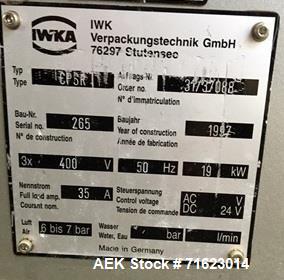 IWKA
IWK
Verpackungstechnik GmbH
76297 Stutensee
Typ
Type
Auftrags-Nr.
Order no.
N° d'immatriculation
Bau-Nr.
Serial no. 265
N° de construction
Baujahr
Year of construction 1997
Année de fabrication
3x 400 V 50 Hz 19 kW
Nennstrom
Full load curr. 35 A
Courant nom.
Steuerspannung
Control voltage
Tension de commande
AC V
DC 24 V
Luft
Air 6 bis 7 bar
Wasser
Water, Eau bar l/min
Made in Germany
AEK Stock # 71623014